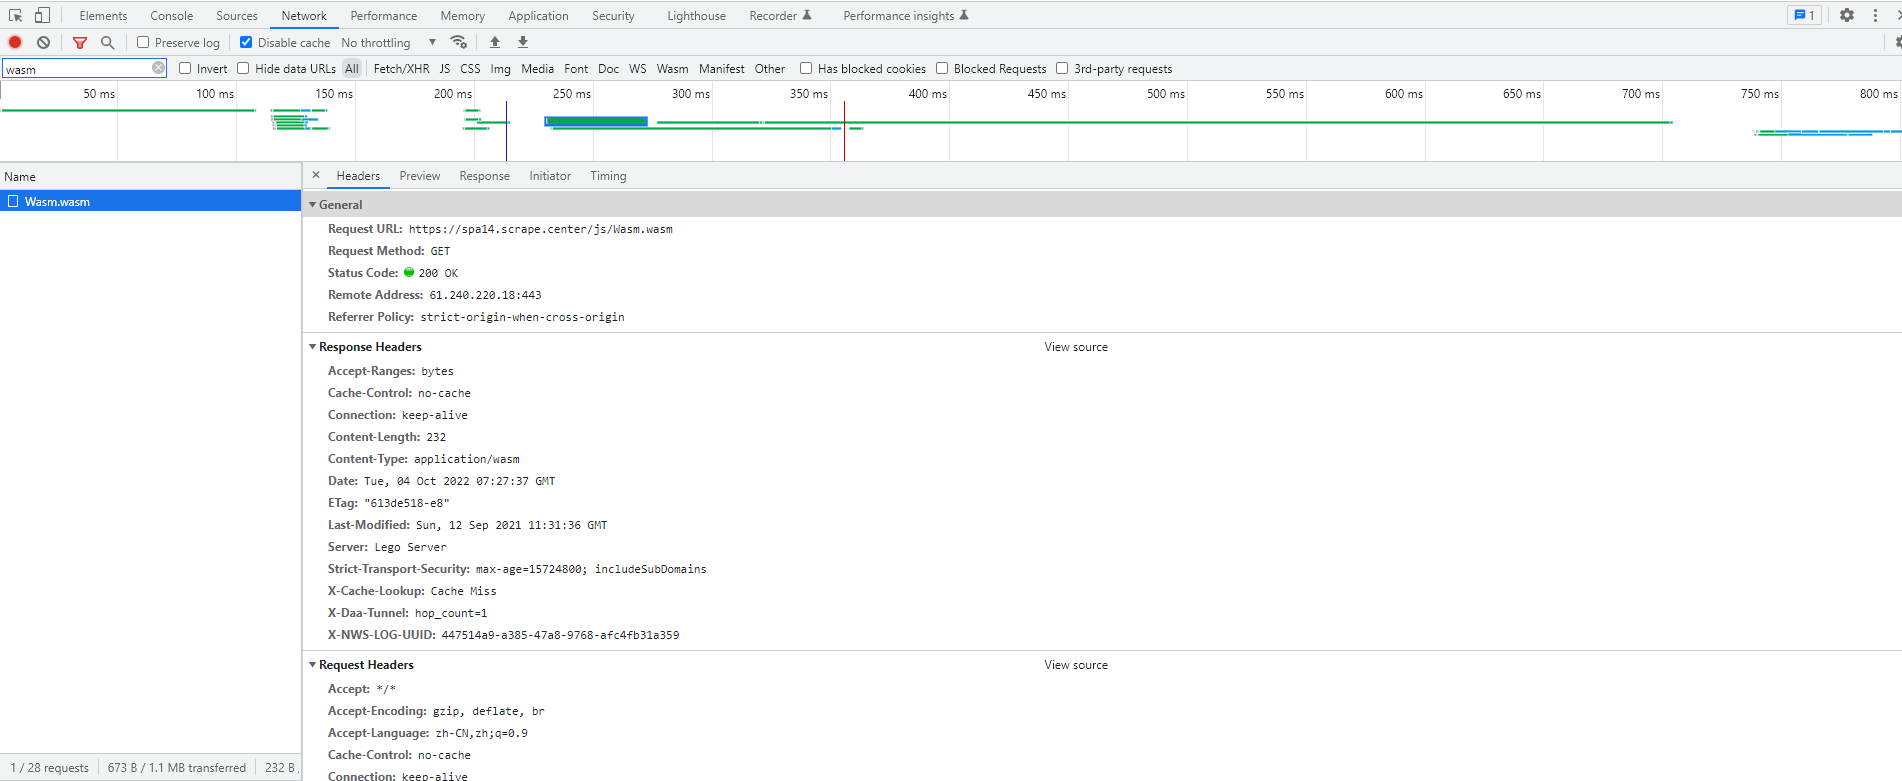 Elements Console Sources Network Performance Memory Application Security Lighthouse Recorder Performance insights 1
Preserve log Disable cache No throttling
wasm Invert Hide data URLs All Fetch/XHR JS CSS Img Media Font Doc WS Wasm Manifest Other Has blocked cookies Blocked Requests 3rd-party requests
50 ms 100 ms 150 ms 200 ms 250 ms 300 ms 350 ms 400 ms 450 ms 500 ms 550 ms 600 ms 650 ms 700 ms 750 ms 800 ms
Name × Headers Preview Response Initiator Timing
Wasm.wasm
General
Request URL: https://spa14.scrape.center/js/Wasm.wasm
Request Method: GET
Status Code: 200 OK
Remote Address: 61.240.220.18:443
Referrer Policy: strict-origin-when-cross-origin
Response Headers View source
Accept-Ranges: bytes
Cache-Control: no-cache
Connection: keep-alive
Content-Length: 232
Content-Type: application/wasm
Date: Tue, 04 Oct 2022 07:27:37 GMT
ETag: "613de518-e8"
Last-Modified: Sun, 12 Sep 2021 11:31:36 GMT
Server: Lego Server
Strict-Transport-Security: max-age=15724800; includeSubDomains
X-Cache-Lookup: Cache Miss
X-Daa-Tunnel: hop_count=1
X-NWS-LOG-UUID: 447514a9-a385-47a8-9768-afc4fb31a359
Request Headers View source
Accept: */*
Accept-Encoding: gzip, deflate, br
Accept-Language: zh-CN,zh;q=0.9
Cache-Control: no-cache
Connection: keep-alive
1 / 28 requests 673 B / 1.1 MB transferred 232 B